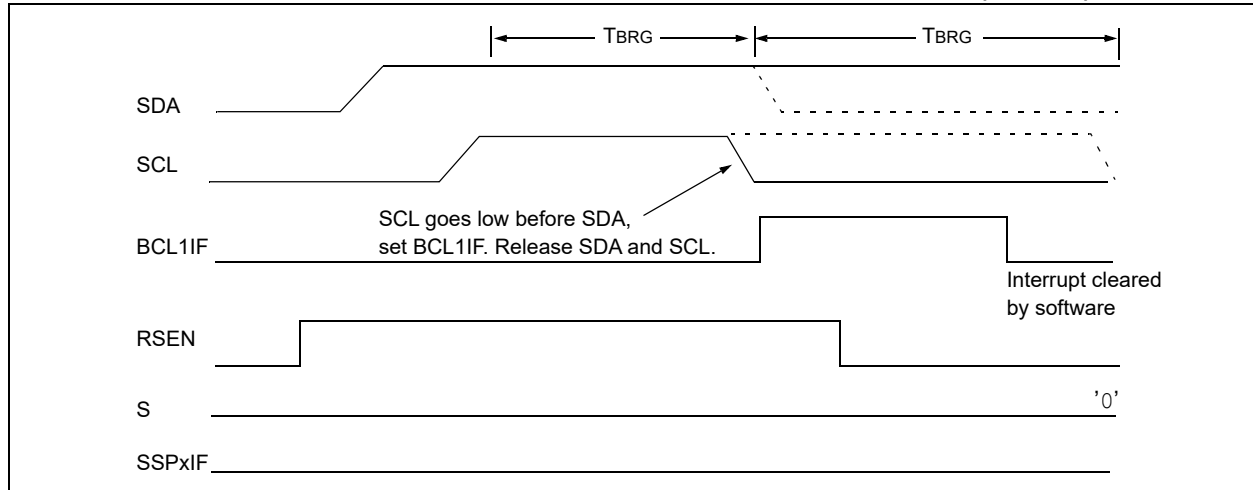 TBRG TBRG
SDA
SCL
SCL goes low before SDA,
set BCL1IF. Release SDA and SCL.
BCL1IF
Interrupt cleared
by software
RSEN
S '0'
SSPxIF